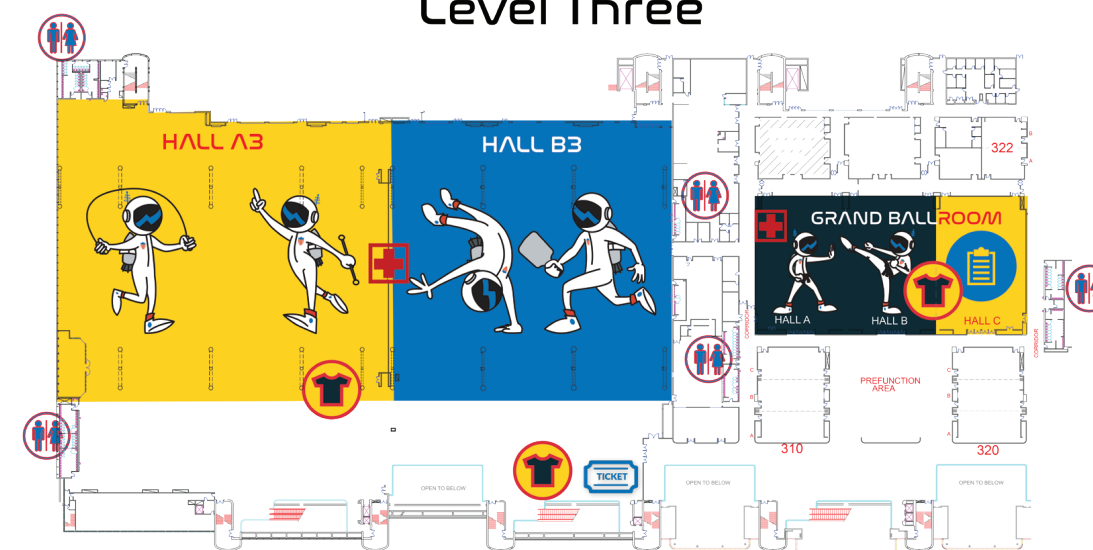 Level Three
HALL A3
HALL B3
322
B
A
GRAND BALLROOM
HALL A
HALL B
HALL C
CORRIDOR
CORRIDOR
PREFUNCTION
AREA
C
B
A
C
B
A
310
320
TICKET
OPEN TO BELOW
OPEN TO BELOW
OPEN TO BELOW